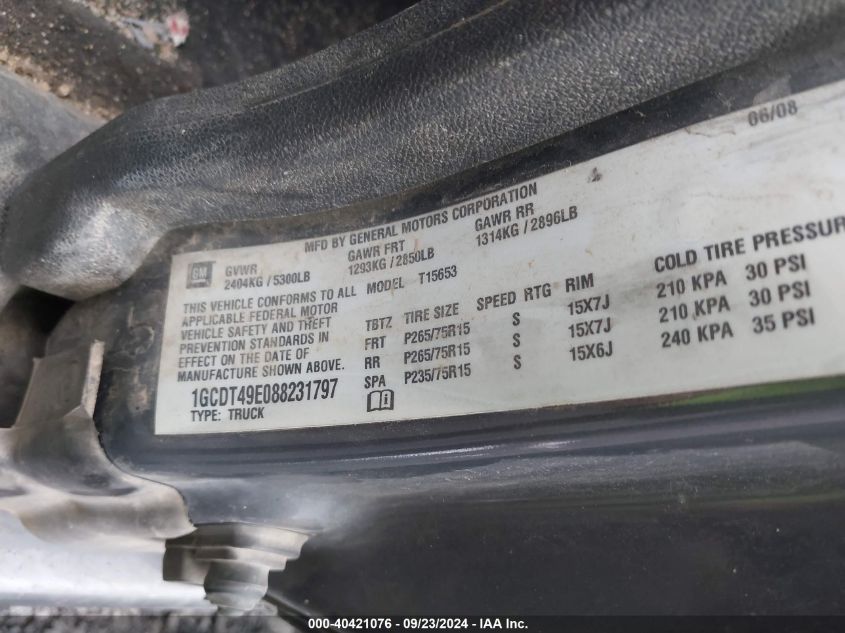 06/08
MFD BY GENERAL MOTORS CORPORATION
GM
GVWR GAWR FRT GAWR RR
2404KG / 5300LB 1293KG / 2850LB 1314KG / 2896LB
THIS VEHICLE CONFORMS TO ALL
APPLICABLE FEDERAL MOTOR
VEHICLE SAFETY AND THEFT
PREVENTION STANDARDS IN
EFFECT ON THE DATE OF
MANUFACTURE SHOWN ABOVE.
1GCDT49E088231797
TYPE: TRUCK
MODEL T15653
TBTZ TIRE SIZE SPEED RTG RIM COLD TIRE PRESSUR
FRT P265/75R15 S 15X7J 210 KPA 30 PSI
RR P265/75R15 S 15X7J 210 KPA 30 PSI
SPA P235/75R15 S 15X6J 240 KPA 35 PSI
000-40421076 - 09/23/2024 - IAA Inc.